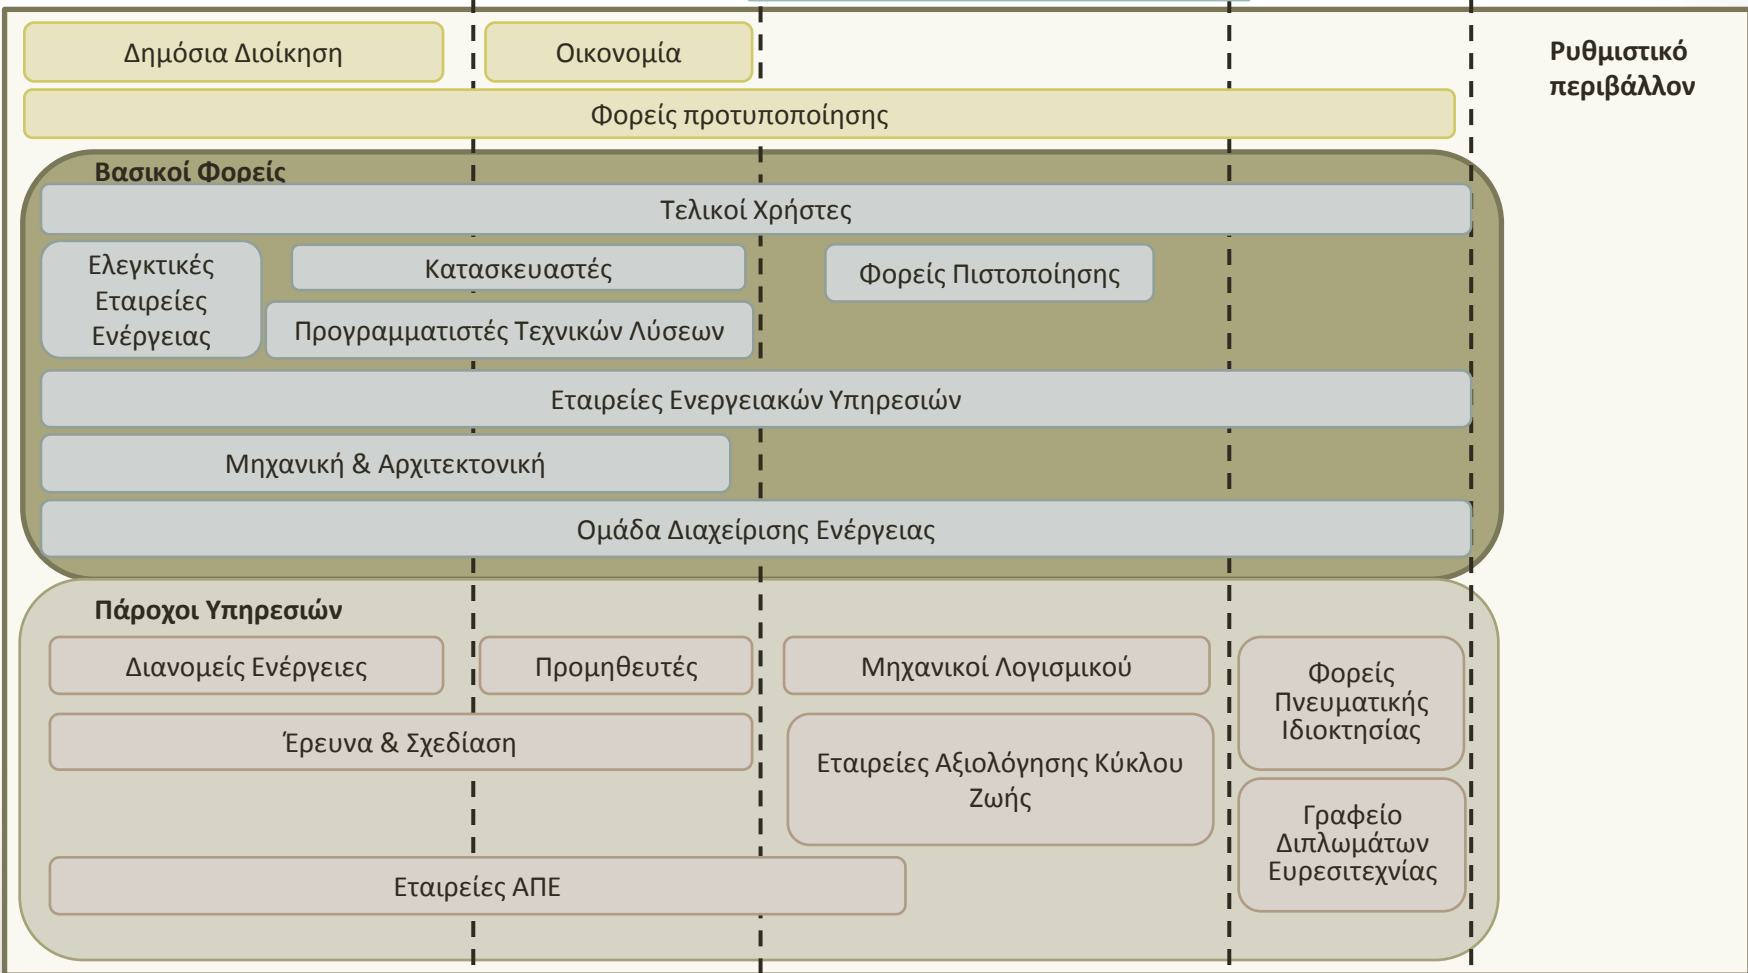 Δημόσια Διοίκηση
Οικονομία
Ρυθμιστικό
περιβάλλον
Φορείς προτυποποίησης
Βασικοί Φορείς
Τελικοί Χρήστες
Ελεγκτικές
Εταιρείες
Ενέργειας
Κατασκευαστές
Φορείς Πιστοποίησης
Προγραμματιστές Τεχνικών Λύσεων
Εταιρείες Ενεργειακών Υπηρεσιών
Μηχανική & Αρχιτεκτονική
Ομάδα Διαχείρισης Ενέργειας
Πάροχοι Υπηρεσιών
Διανομείς Ενέργειες
Προμηθευτές
Μηχανικοί Λογισμικού
Φορείς
Πνευματικής
Ιδιοκτησίας
Έρευνα & Σχεδίαση
Εταιρείες Αξιολόγησης Κύκλου
Ζωής
Γραφείο
Διπλωμάτων
Ευρεσιτεχνίας
Εταιρείες ΑΠΕ